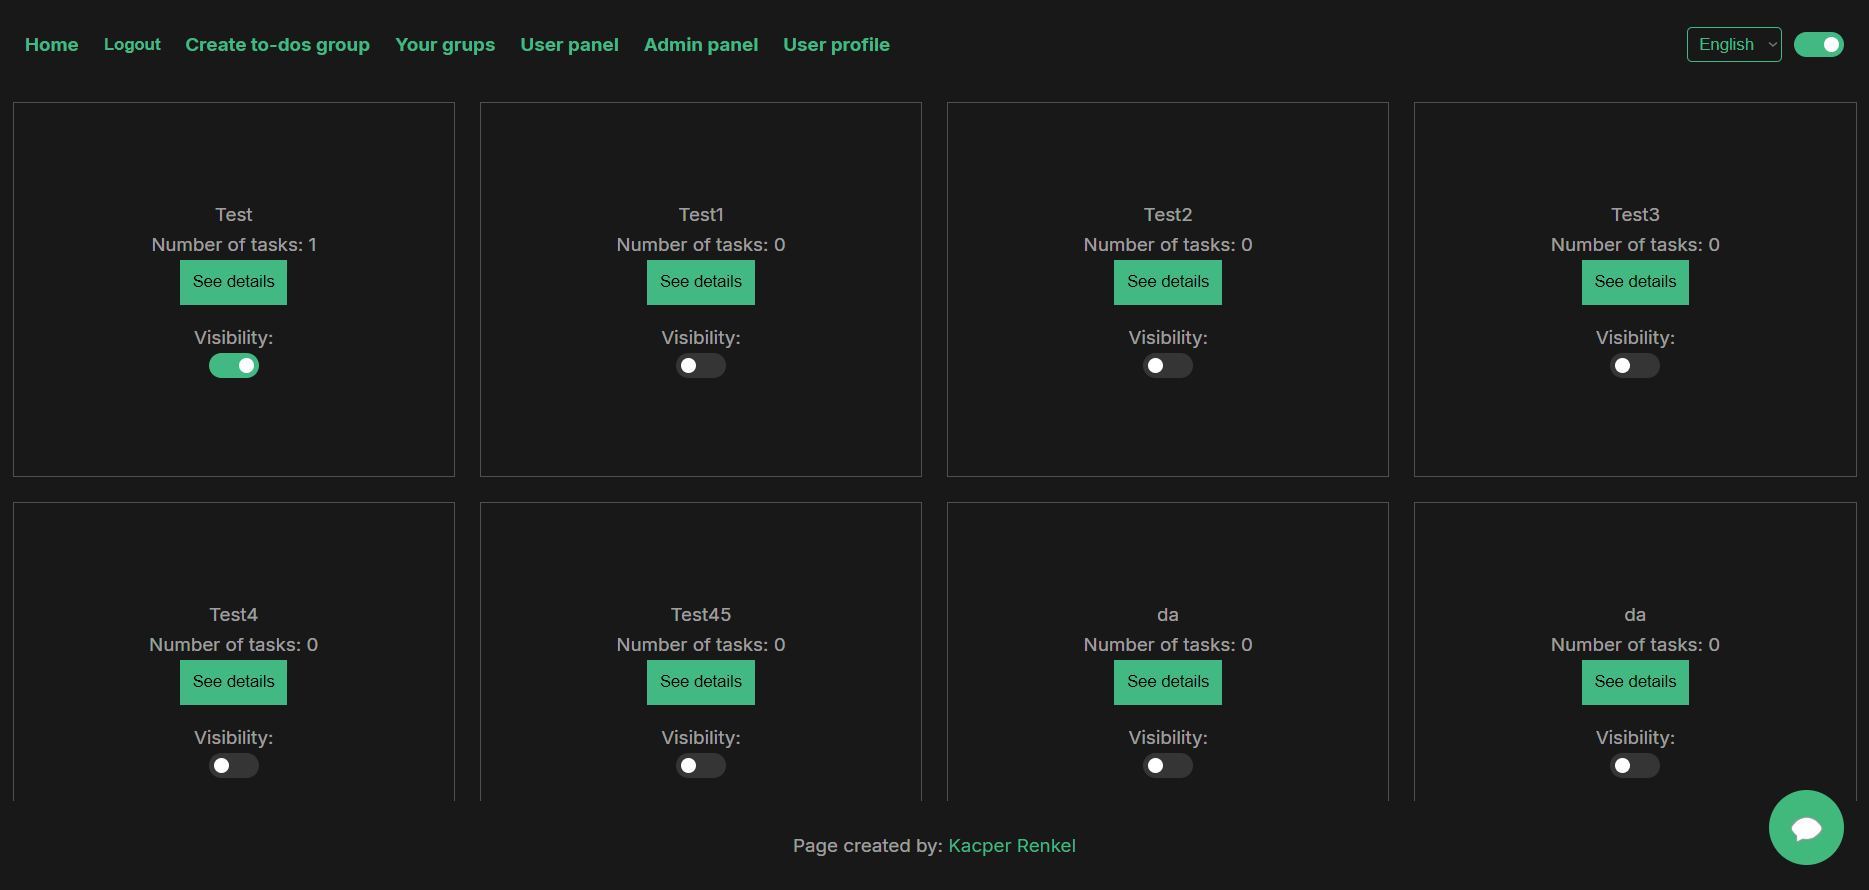 Home Logout Create to-dos group Your grups User panel Admin panel User profile English
Test
Number of tasks: 1
See details
Visibility:
Test1
Number of tasks: 0
See details
Visibility:
Test2
Number of tasks: 0
See details
Visibility:
Test3
Number of tasks: 0
See details
Visibility:
Test4
Number of tasks: 0
See details
Visibility:
Test45
Number of tasks: 0
See details
Visibility:
da
Number of tasks: 0
See details
Visibility:
da
Number of tasks: 0
See details
Visibility:
Page created by: Kacper Renkel